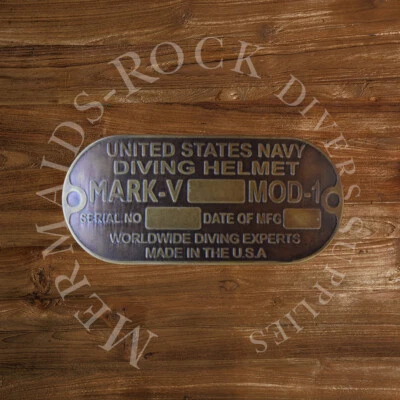 MERMAIDS-ROCK DIVERS SUPPLIES
UNITED STATES NAVY
DIVING HELMET
MARK-V MOD-1
SERIAL NO DATE OF MFG
WORLDWIDE DIVING EXPERTS
MADE IN THE U.S.A